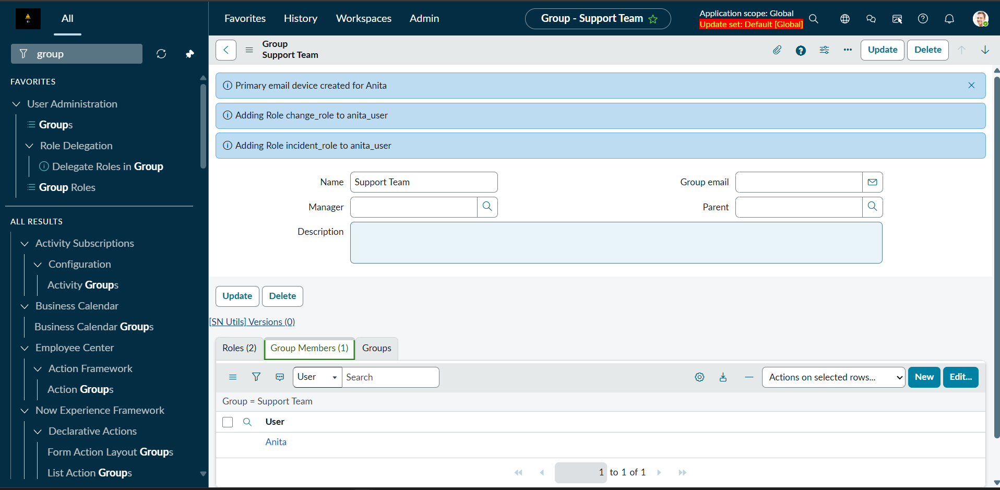 All
Favorites
History
Workspaces
Admin
Group - Support Team
Application scope: Global
Update set: Default [Global]
group
FAVORITES
User Administration
Groups
Role Delegation
Delegate Roles in Group
Group Roles
ALL RESULTS
Activity Subscriptions
Configuration
Activity Groups
Business Calendar
Business Calendar Groups
Employee Center
Action Framework
Action Groups
Now Experience Framework
Declarative Actions
Form Action Layout Groups
List Action Groups
Group
Support Team
Update
Delete
Primary email device created for Anita
Adding Role change_role to anita_user
Adding Role incident_role to anita_user
Name
Support Team
Group email
Manager
Parent
Description
Update
Delete
[SN Utils] Versions (0)
Roles (2)
Group Members (1)
Groups
User
Search
Actions on selected rows...
New
Edit...
Group = Support Team
User
Anita
1 to 1 of 1